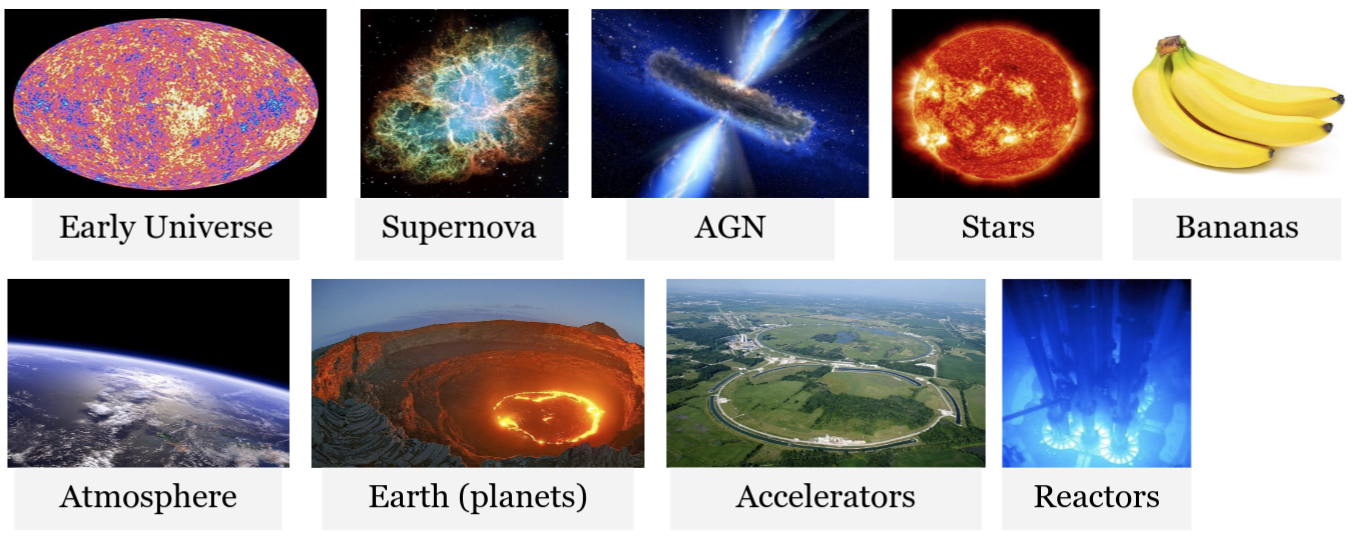 Early Universe
Supernova
AGN
Stars
Bananas
Atmosphere
Earth (planets)
Accelerators
Reactors